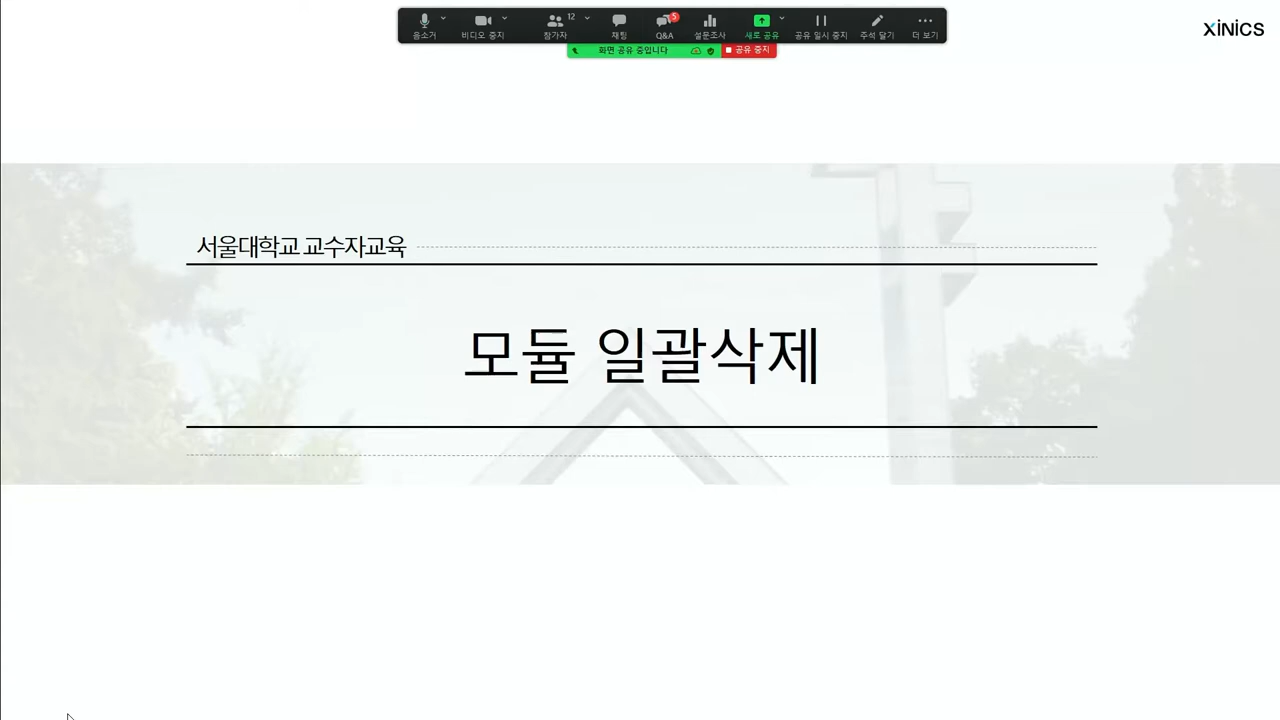 12
5
음소거
비디오 중지
참가자
채팅
Q&A
설문조사
새로 공유
공유 일시 중지
주석 달기
더 보기
화면 공유 중입니다
공유 중지
XiNiCS
서울대학교 교수자교육
모듈 일괄삭제